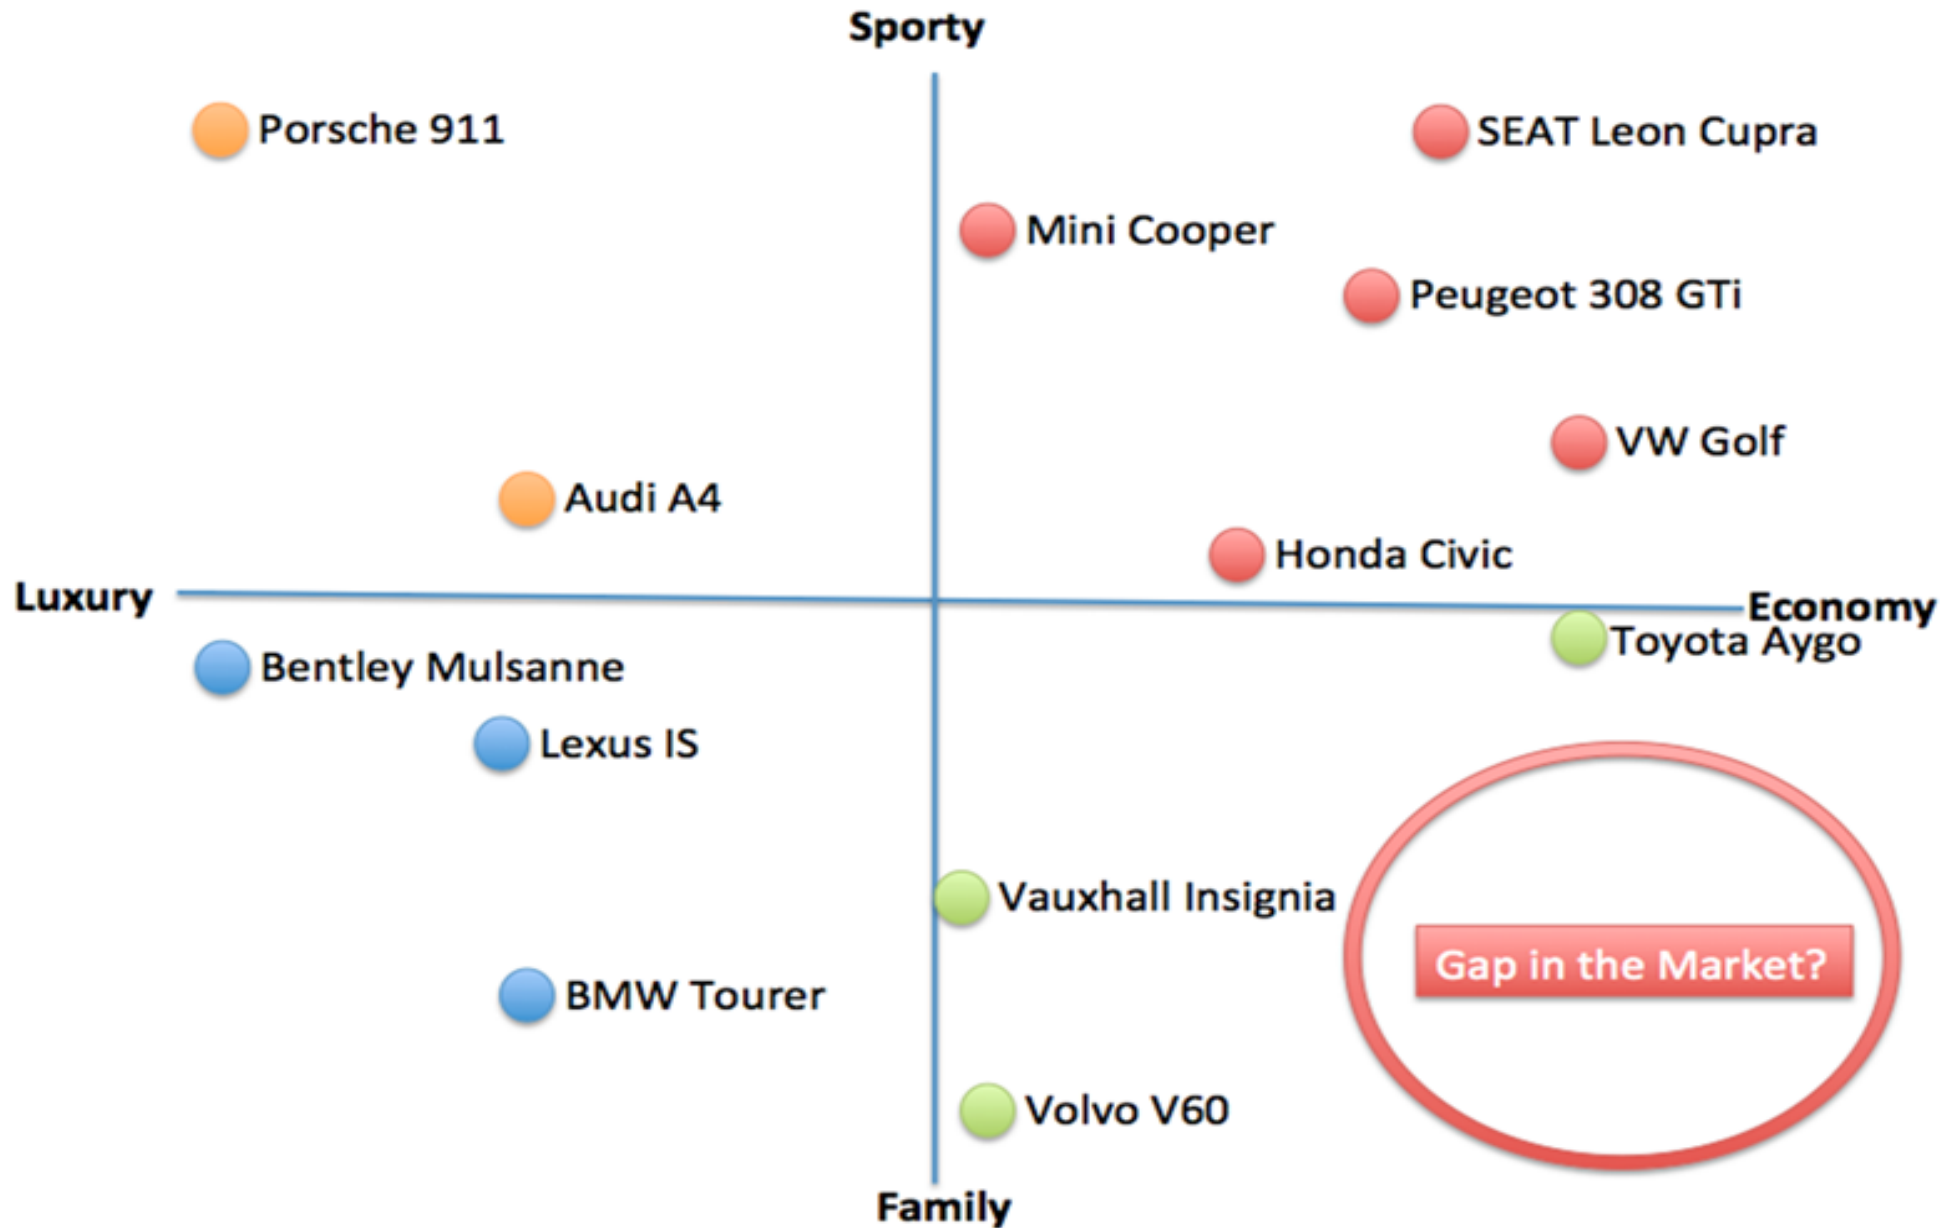 Sporty
Porsche 911
SEAT Leon Cupra
Mini Cooper
Peugeot 308 GTi
VW Golf
Audi A4
Honda Civic
Luxury
Economy
Toyota Aygo
Bentley Mulsanne
Lexus IS
Vauxhall Insignia
Gap in the Market?
BMW Tourer
Volvo V60
Family